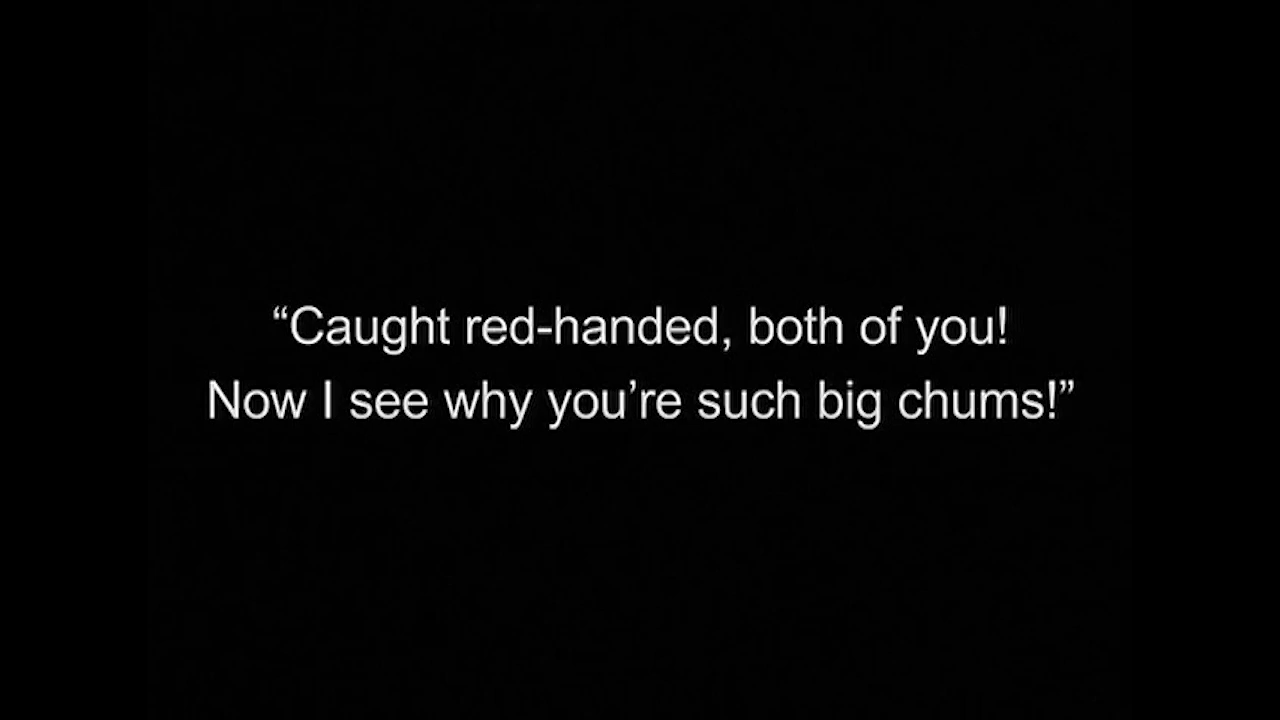 “Caught red-handed, both of you!
Now I see why you’re such big chums!”